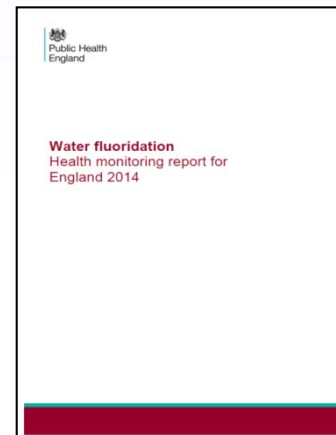 Public Health
England
Water fluoridation
Health monitoring report for
England 2014